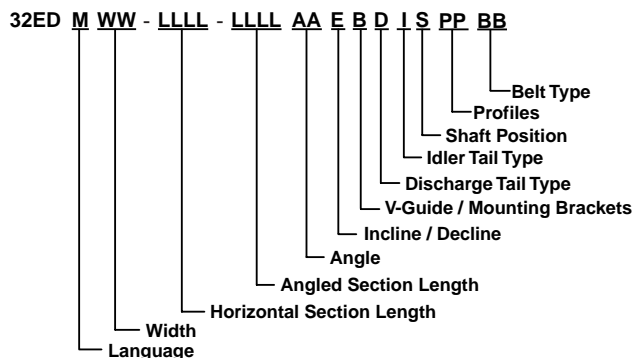 32ED M WW - LLLL - LLLL AA E B D I S PP BB
Belt Type
Profiles
Shaft Position
Idler Tail Type
Discharge Tail Type
V-Guide / Mounting Brackets
Incline / Decline
Angle
Angled Section Length
Horizontal Section Length
Width
Language